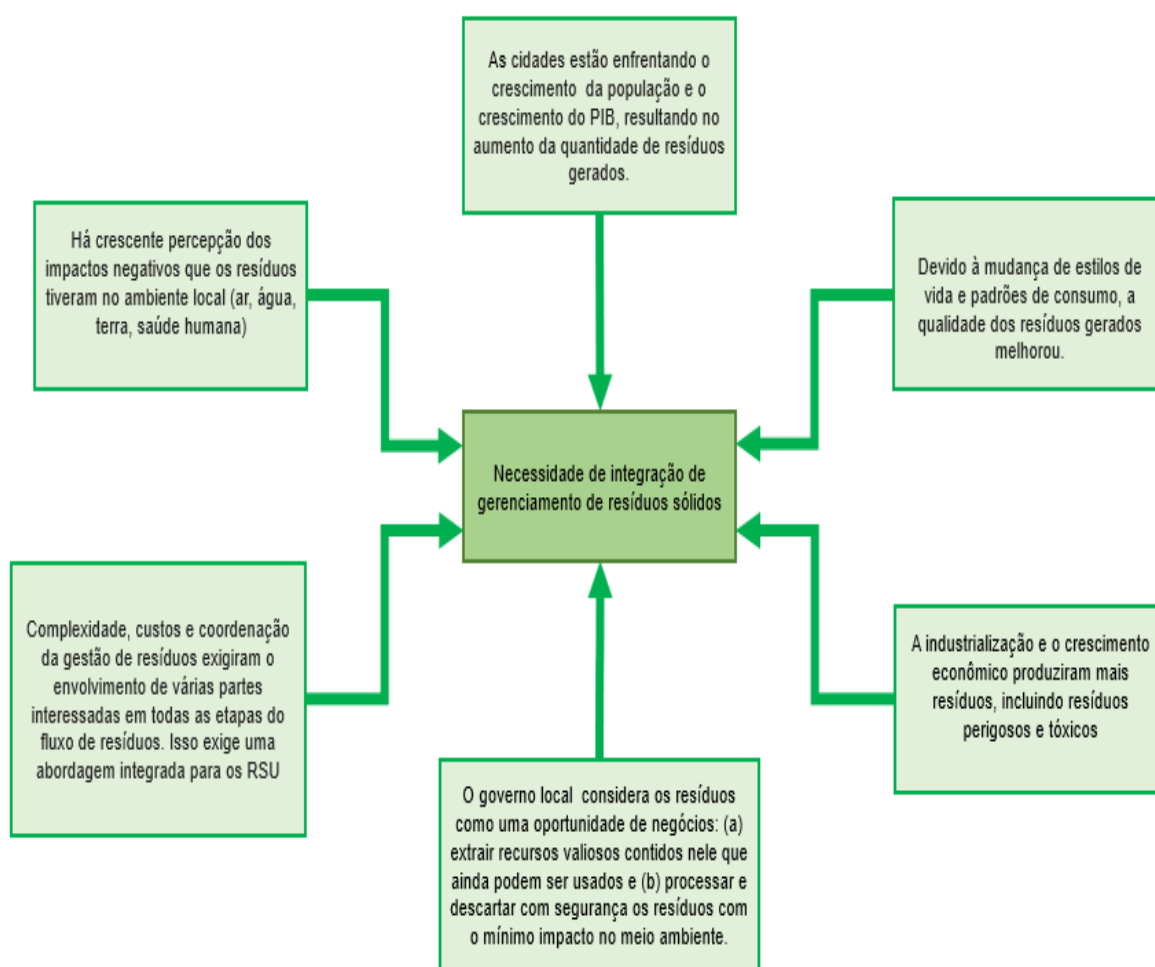 As cidades estão enfrentando o
crescimento da população e o
crescimento do PIB, resultando no
aumento da quantidade de resíduos
gerados.
Há crescente percepção dos
impactos negativos que os resíduos
tiveram no ambiente local (ar, água,
terra, saúde humana)
Devido à mudança de estilos de
vida e padrões de consumo, a
qualidade dos resíduos gerados
melhorou.
Necessidade de integração de
gerenciamento de resíduos sólidos
Complexidade, custos e coordenação
da gestão de resíduos exigiram o
envolvimento de várias partes
interessadas em todas as etapas do
fluxo de resíduos. Isso exige uma
abordagem integrada para os RSU
A industrialização e o crescimento
econômico produziram mais
resíduos, incluindo resíduos
perigosos e tóxicos
O governo local considera os resíduos
como uma oportunidade de negócios: (a)
extrair recursos valiosos contidos nele que
ainda podem ser usados e (b) processar e
descartar com segurança os resíduos com
o mínimo impacto no meio ambiente.